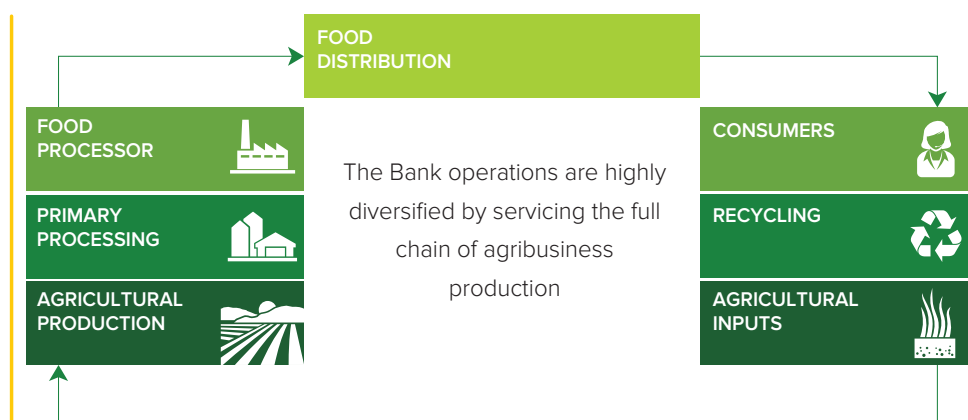 FOOD
DISTRIBUTION
FOOD
PROCESSOR
PRIMARY
PROCESSING
AGRICULTURAL
PRODUCTION
The Bank operations are highly
diversified by servicing the full
chain of agribusiness
production
CONSUMERS
RECYCLING
AGRICULTURAL
INPUTS